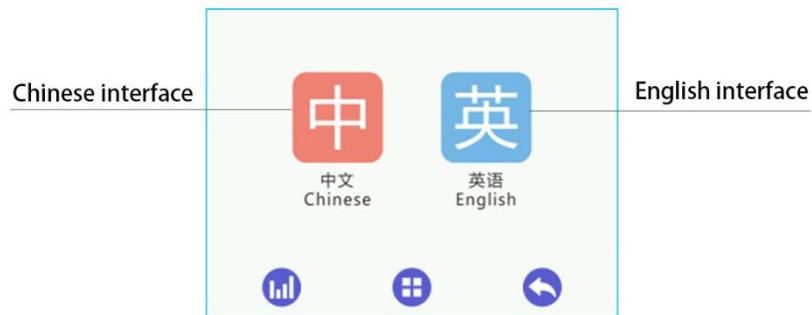 Chinese interface
English interface
中
英
中文
Chinese
英语
English